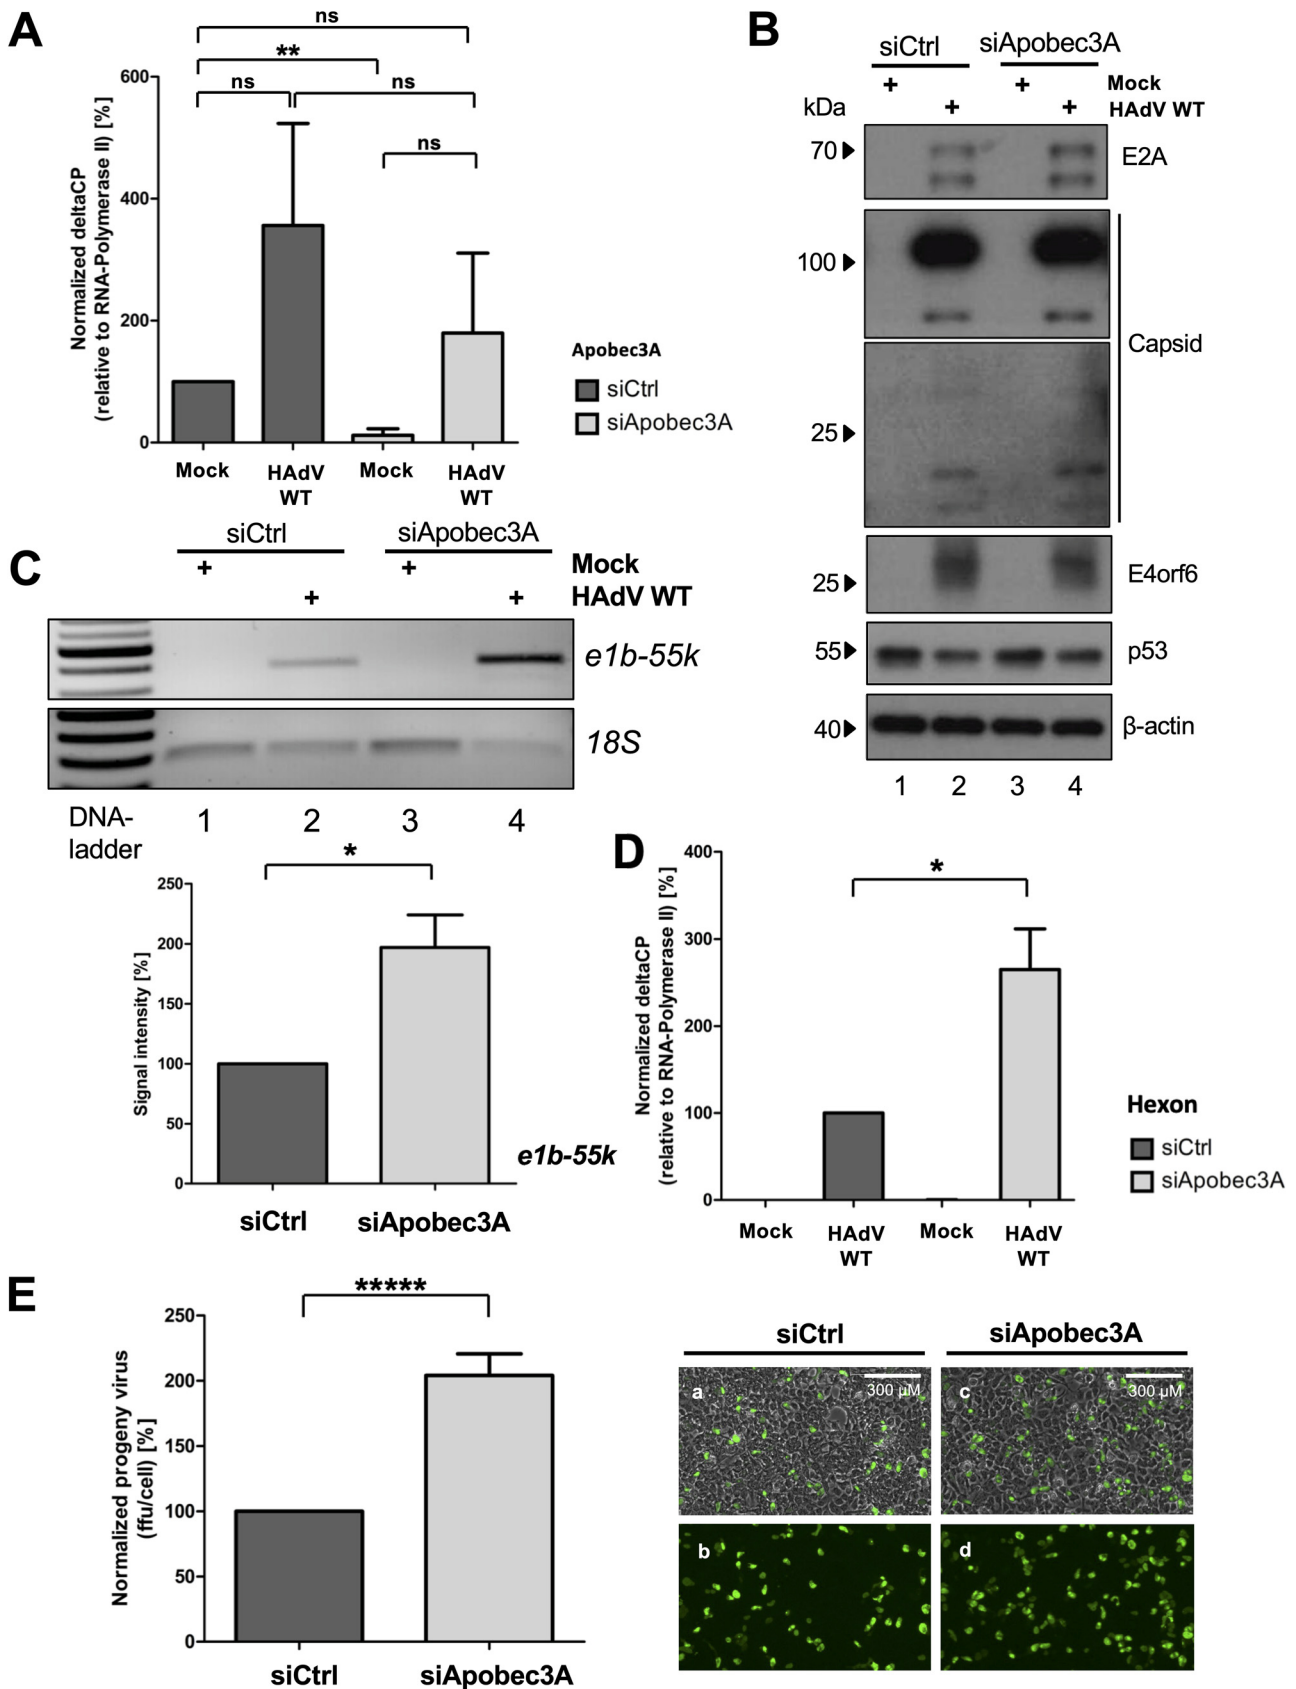 A
ns
**
ns
ns
ns
600
400
200
0
Normalized deltaCP
(relative to RNA-Polymerase II) [%]
Mock
HAdV
WT
Mock
HAdV
WT
Apobec3A
siCtrl
siApobec3A
B
siCtrl
siApobec3A
+
+
Mock
kDa
+
+
HAdV WT
70
E2A
100
Capsid
25
25
E4orf6
55
p53
40
β-actin
1
2
3
4
C
siCtrl
siApobec3A
+
+
Mock
+
+
HAdV WT
e1b-55k
18S
DNA-
ladder
1
2
3
4
*
250
200
150
100
50
0
Signal intensity [%]
e1b-55k
siCtrl
siApobec3A
D
*
400
300
200
100
0
Normalized deltaCP
(relative to RNA-Polymerase II) [%]
Mock
HAdV
WT
Mock
HAdV
WT
Hexon
siCtrl
siApobec3A
E
*****
250
200
150
100
50
0
Normalized progeny virus
(ffu/cell) [%]
siCtrl
siApobec3A
siCtrl
siApobec3A
a
300 µM
c
300 µM
b
d